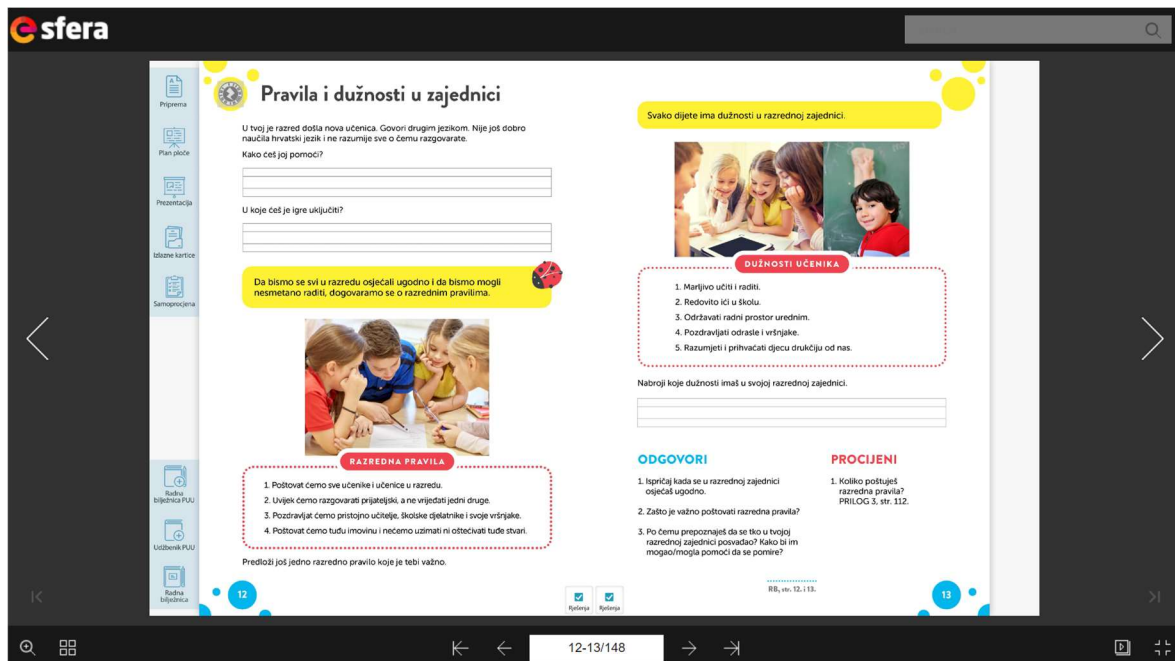 e sfera
Priprema
Plan ploče
Prezentacija
Izlazne kartice
Samoprocjena
Radna
bilježnica PUU
Udžbenik PUU
Radna
bilježnica
Pravila i dužnosti u zajednici
U tvoj je razred došla nova učenica. Govori drugim jezikom. Nije još dobro
naučila hrvatski jezik i ne razumije sve o čemu razgovarate.
Kako ćeš joj pomoći?
U koje ćeš je igre uključiti?
Da bismo se svi u razredu osjećali ugodno i da bismo mogli
nesmetano raditi, dogovaramo se o razrednim pravilima.
RAZREDNA PRAVILA
1. Poštovat ćemo sve učenike i učenice u razredu.
2. Uvijek ćemo razgovarati prijateljski, a ne vrijeđati jedni druge.
3. Pozdravljat ćemo pristojno učitelje, školske djelatnike i svoje vršnjake.
4. Poštovat ćemo tuđu imovinu i nećemo uzimati ni oštećivati tuđe stvari.
Predloži još jedno razredno pravilo koje je tebi važno.
12
Svako dijete ima dužnosti u razrednoj zajednici.
DUŽNOSTI UČENIKA
1. Marljivo učiti i raditi.
2. Redovito ići u školu.
3. Održavati radni prostor urednim.
4. Pozdravljati odrasle i vršnjake.
5. Razumjeti i prihvaćati djecu drukčiju od nas.
Nabroji koje dužnosti imaš u svojoj razrednoj zajednici.
ODGOVORI
1. Ispričaj kada se u razrednoj zajednici
osjećaš ugodno.
2. Zašto je važno poštovati razredna pravila?
3. Po čemu prepoznaješ da se tko u tvojoj
razrednoj zajednici posvađao? Kako bi im
mogao/mogla pomoći da se pomire?
PROCIJENI
1. Koliko poštuješ
razredna pravila?
PRILOG 3, str. 112.
RB, str. 12. i 13.
13
Rješenja Rješenja
12-13/148